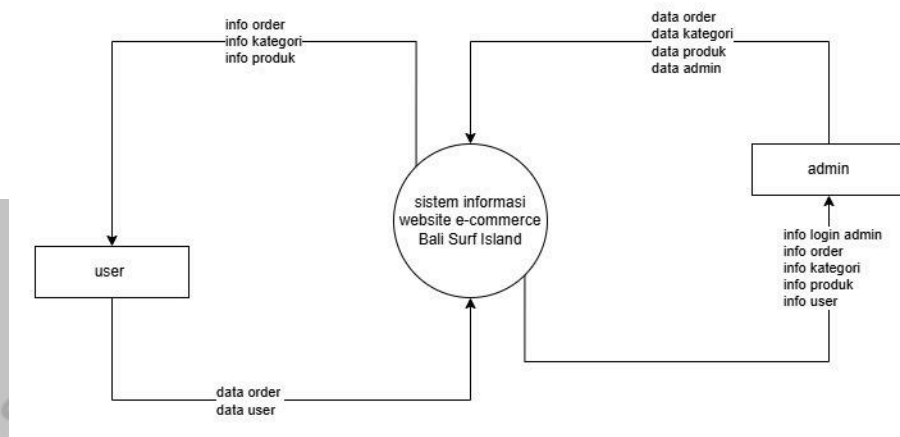 info order
info kategori
info produk
data order
data kategori
data produk
data admin
sistem informasi
website e-commerce
Bali Surf Island
admin
user
info login admin
info order
info kategori
info produk
info user
data order
data user